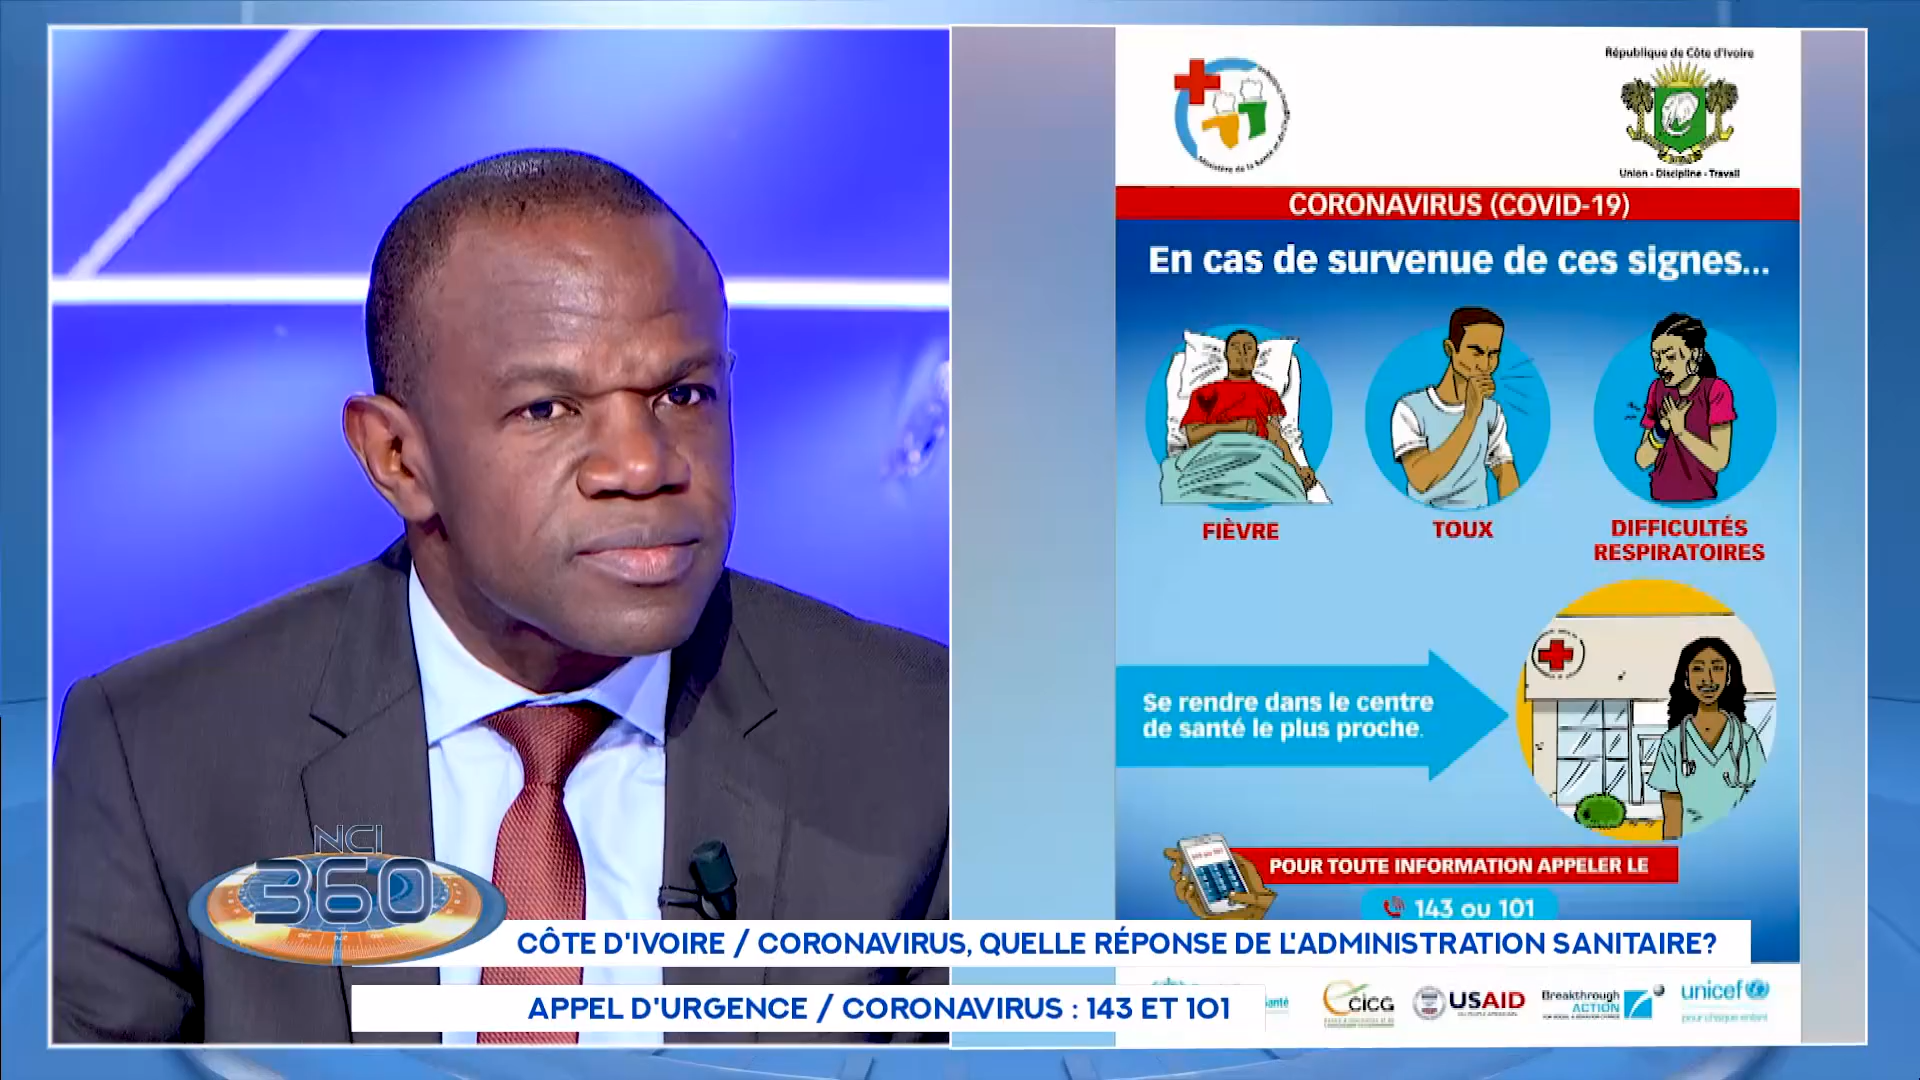 République de Côte d'Ivoire
Union - Discipline - Travail
CORONAVIRUS (COVID-19)
En cas de survenue de ces signes...
FIÈVRE
TOUX
DIFFICULTÉS
RESPIRATOIRES
Se rendre dans le centre
de santé le plus proche.
POUR TOUTE INFORMATION APPELER LE
143 ou 101
NCI
360
CÔTE D'IVOIRE / CORONAVIRUS, QUELLE RÉPONSE DE L'ADMINISTRATION SANITAIRE?
APPEL D'URGENCE / CORONAVIRUS : 143 ET 101
CICG
USAID
Breakthrough
ACTION
unicef
pour chaque enfant